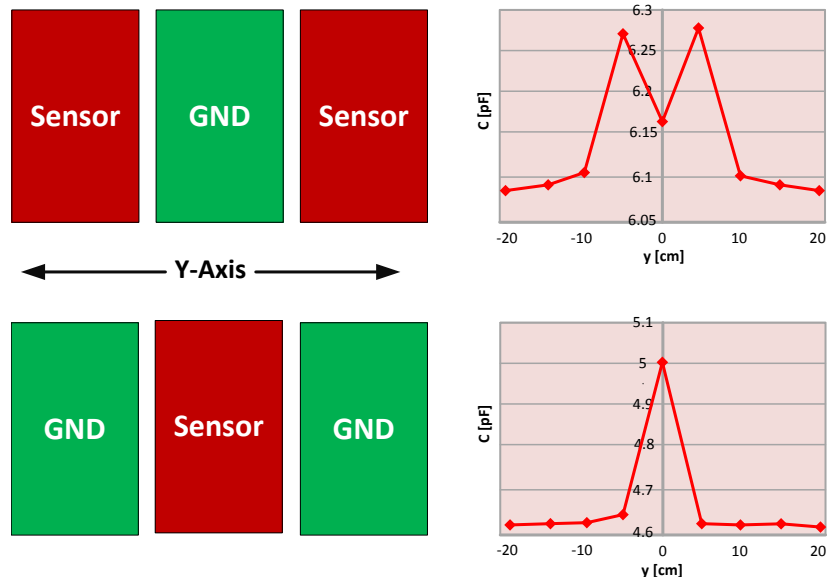 Sensor
GND
Sensor
C [pF]
6.3
6.25
6.2
6.15
6.1
6.05
-20
-10
0
10
20
y [cm]
Y-Axis
GND
Sensor
GND
C [pF]
5.1
5
4.9
4.8
4.7
4.6
-20
-10
0
10
20
y [cm]